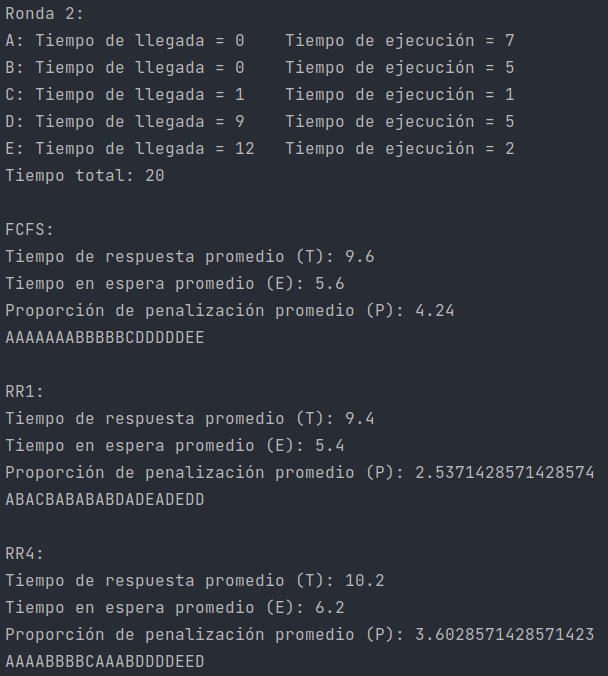 Ronda 2:
A: Tiempo de llegada = 0 Tiempo de ejecución = 7
B: Tiempo de llegada = 0 Tiempo de ejecución = 5
C: Tiempo de llegada = 1 Tiempo de ejecución = 1
D: Tiempo de llegada = 9 Tiempo de ejecución = 5
E: Tiempo de llegada = 12 Tiempo de ejecución = 2
Tiempo total: 20
FCFS:
Tiempo de respuesta promedio (T): 9.6
Tiempo en espera promedio (E): 5.6
Proporción de penalización promedio (P): 4.24
AAAAAAABBBBBCDDDDDEE
RR1:
Tiempo de respuesta promedio (T): 9.4
Tiempo en espera promedio (E): 5.4
Proporción de penalización promedio (P): 2.5371428571428574
ABACBABABABDADEADEDD
RR4:
Tiempo de respuesta promedio (T): 10.2
Tiempo en espera promedio (E): 6.2
Proporción de penalización promedio (P): 3.6028571428571423
AAAABBBBCAAABDDDDEED